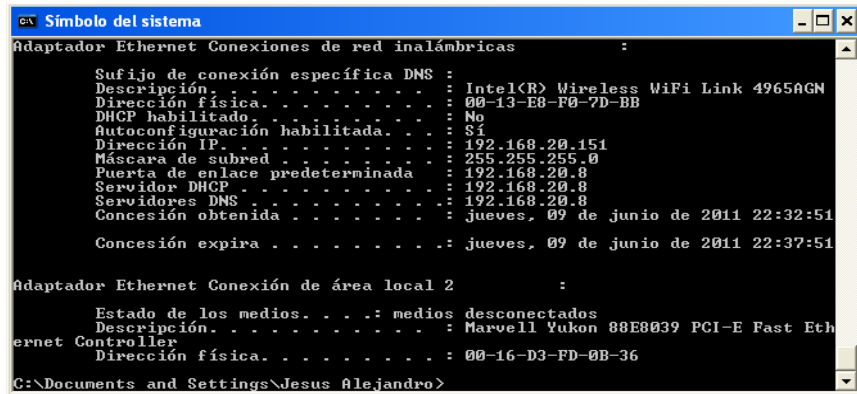 Símbolo del sistema
Adaptador Ethernet Conexiones de red inalámbricas :
Sufijo de conexión específica DNS :
Descripción. . . . . . . . . . . : Intel(R) Wireless WiFi Link 4965AGN
Dirección física. . . . . . . . . : 00-13-E8-F0-7D-BB
DHCP habilitado. . . . . . . . . : No
Autoconfiguración habilitada. . . : Sí
Dirección IP. . . . . . . . . . . : 192.168.20.151
Máscara de subred . . . . . . . . : 255.255.255.0
Puerta de enlace predeterminada : 192.168.20.8
Servidor DHCP . . . . . . . . . . : 192.168.20.8
Servidores DNS . . . . . . . . . .: 192.168.20.8
Concesión obtenida . . . . . . . : jueves, 09 de junio de 2011 22:32:51
Concesión expira . . . . . . . . .: jueves, 09 de junio de 2011 22:37:51
Adaptador Ethernet Conexión de área local 2 :
Estado de los medios. . . .: medios desconectados
Descripción. . . . . . . . . . . : Marvell Yukon 88E8039 PCI-E Fast Eth
ernet Controller
Dirección física. . . . . . . . . : 00-16-D3-FD-0B-36
C:\Documents and Settings\Jesus Alejandro>